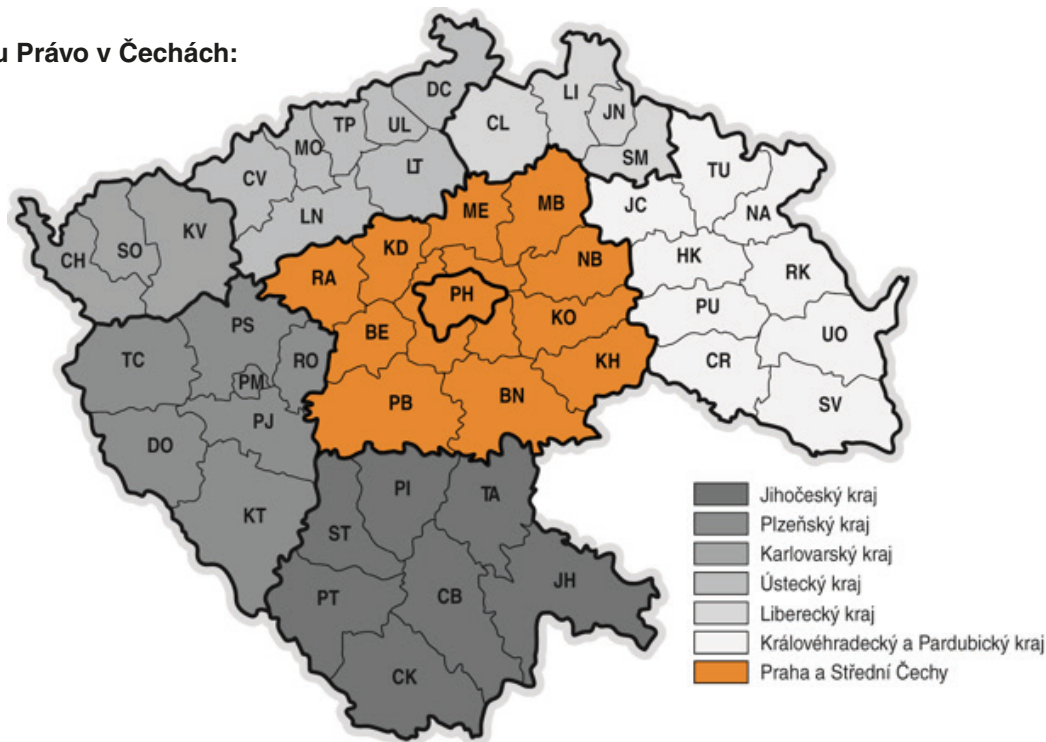 u Právo v Čechách:
DC
LI
JN
TP
UL
CL
MO
SM
CV
LT
TU
LN
ME
MB
JC
NA
KV
KD
SO
CH
HK
NB
RK
RA
PH
PU
KO
PS
UO
BE
TC
RO
KH
CR
PM
PB
BN
SV
PJ
DO
PI
TA
KT
ST
JH
PT
CB
CK
Jihočeský kraj
Plzeňský kraj
Karlovarský kraj
Ústecký kraj
Liberecký kraj
Královéhradecký a Pardubický kraj
Praha a Střední Čechy